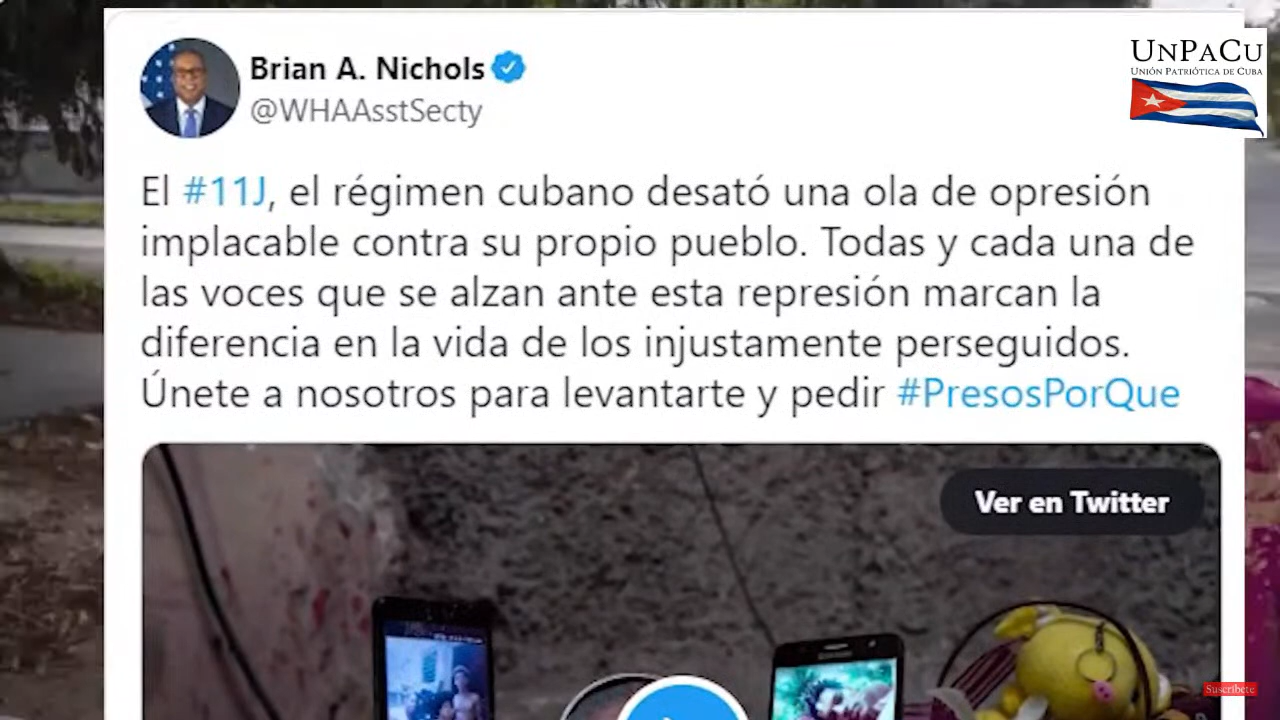 Brian A. Nichols
@WHAAsstSecty
UNPACU
UNIÓN PATRIÓTICA DE CUBA
El #11J, el régimen cubano desató una ola de opresión
implacable contra su propio pueblo. Todas y cada una de
las voces que se alzan ante esta represión marcan la
diferencia en la vida de los injustamente perseguidos.
Únete a nosotros para levantarte y pedir #PresosPorQue
Ver en Twitter
SAMSUNG
Suscríbete